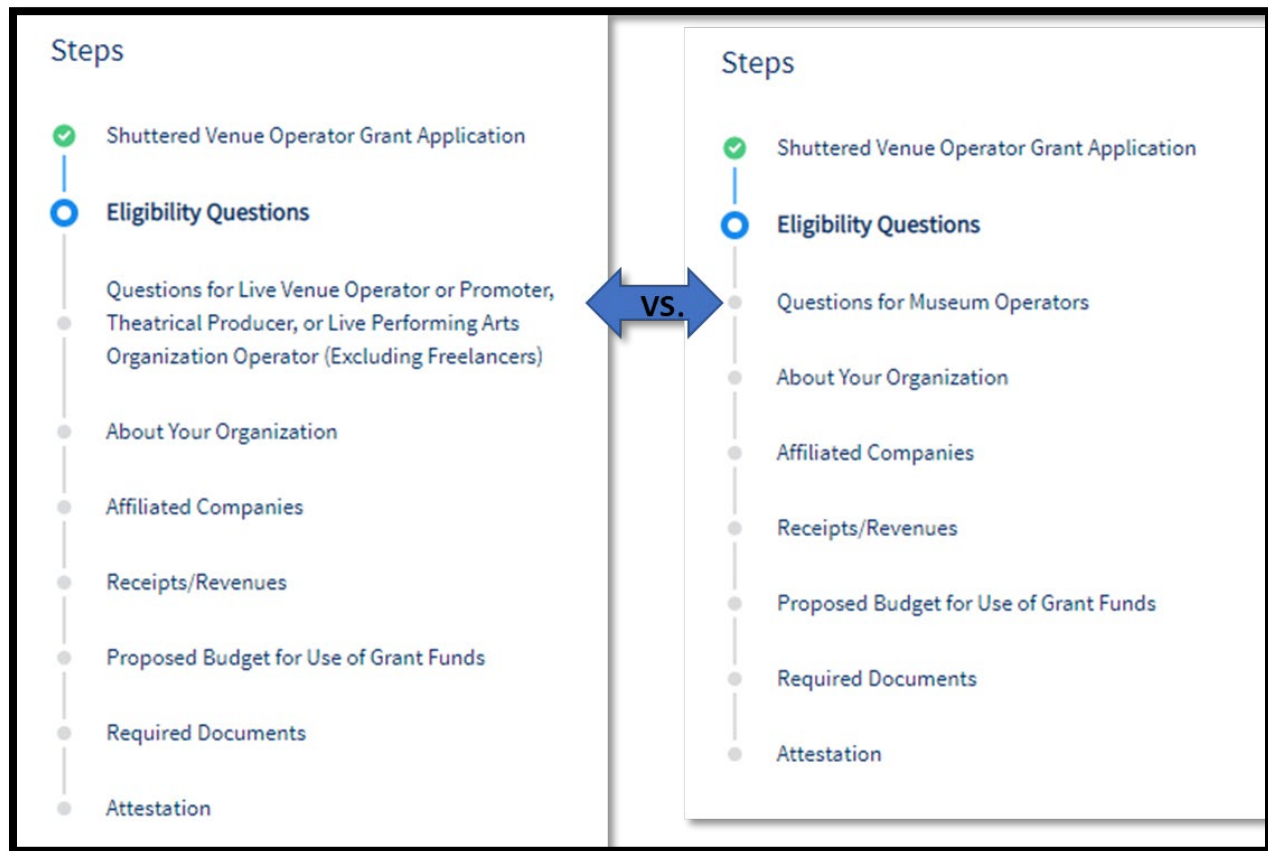 Steps
Shuttered Venue Operator Grant Application
Eligibility Questions
Questions for Live Venue Operator or Promoter,
Theatrical Producer, or Live Performing Arts
Organization Operator (Excluding Freelancers)
About Your Organization
Affiliated Companies
Receipts/Revenues
Proposed Budget for Use of Grant Funds
Required Documents
Attestation
VS.
Steps
Shuttered Venue Operator Grant Application
Eligibility Questions
Questions for Museum Operators
About Your Organization
Affiliated Companies
Receipts/Revenues
Proposed Budget for Use of Grant Funds
Required Documents
Attestation